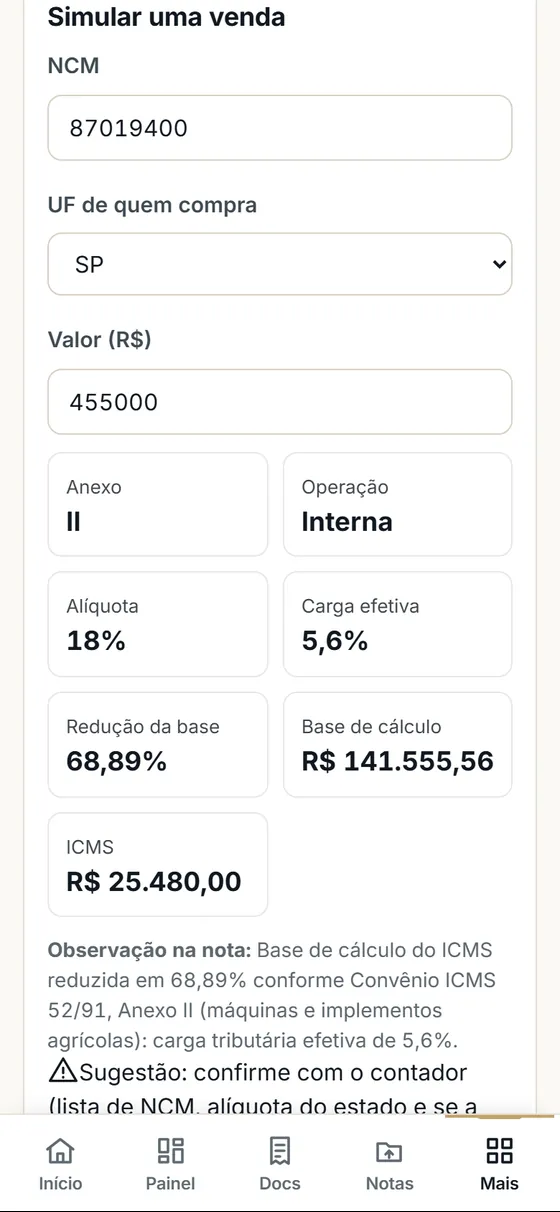 Simular uma venda
NCM
87019400
UF de quem compra
SP
Valor (R$)
455000
Anexo
II
Operação
Interna
Alíquota
18%
Carga efetiva
5,6%
Redução da base
68,89%
Base de cálculo
R$ 141.555,56
ICMS
R$ 25.480,00
Observação na nota: Base de cálculo do ICMS
reduzida em 68,89% conforme Convênio ICMS
52/91, Anexo II (máquinas e implementos
agrícolas): carga tributária efetiva de 5,6%.
⚠Sugestão: confirme com o contador
(lista de NCM, alíquota do estado e se a
Início
Painel
Docs
Notas
Mais